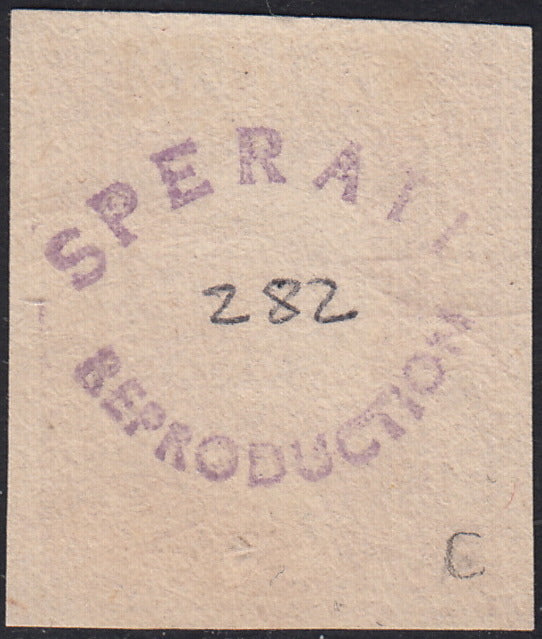 SPERATI
282
REPRODUCTION
C